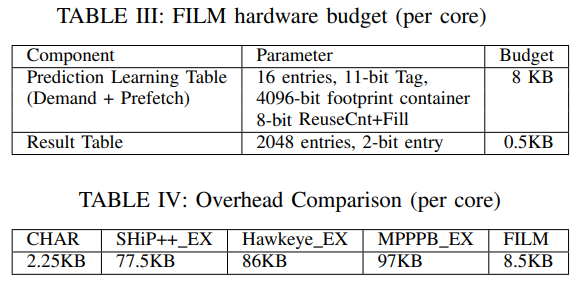 TABLE III: FILM hardware budget (per core)
Component Parameter Budget
Prediction Learning Table 16 entries, 11-bit Tag, 8 KB
(Demand + Prefetch) 4096-bit footprint container
8-bit ReuseCnt+Fill
Result Table 2048 entries, 2-bit entry 0.5KB
TABLE IV: Overhead Comparison (per core)
CHAR SHiP++_EX Hawkeye_EX MPPPB_EX FILM
2.25KB 77.5KB 86KB 97KB 8.5KB